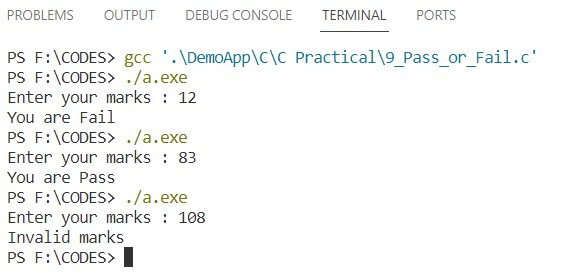 PROBLEMS OUTPUT DEBUG CONSOLE TERMINAL PORTS
PS F:\CODES> gcc '.\DemoApp\C\C Practical\9_Pass_or_Fail.c'
PS F:\CODES> ./a.exe
Enter your marks : 12
You are Fail
PS F:\CODES> ./a.exe
Enter your marks : 83
You are Pass
PS F:\CODES> ./a.exe
Enter your marks : 108
Invalid marks
PS F:\CODES>